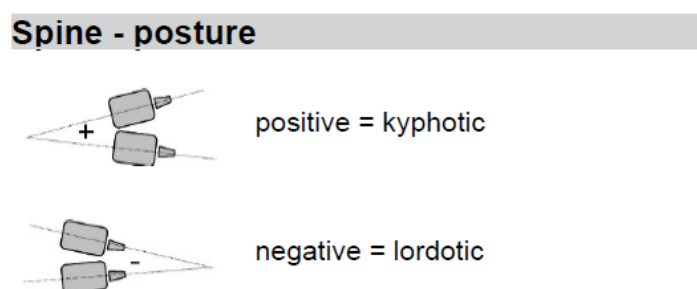 Spine - posture
+
positive = kyphotic
-
negative = lordotic